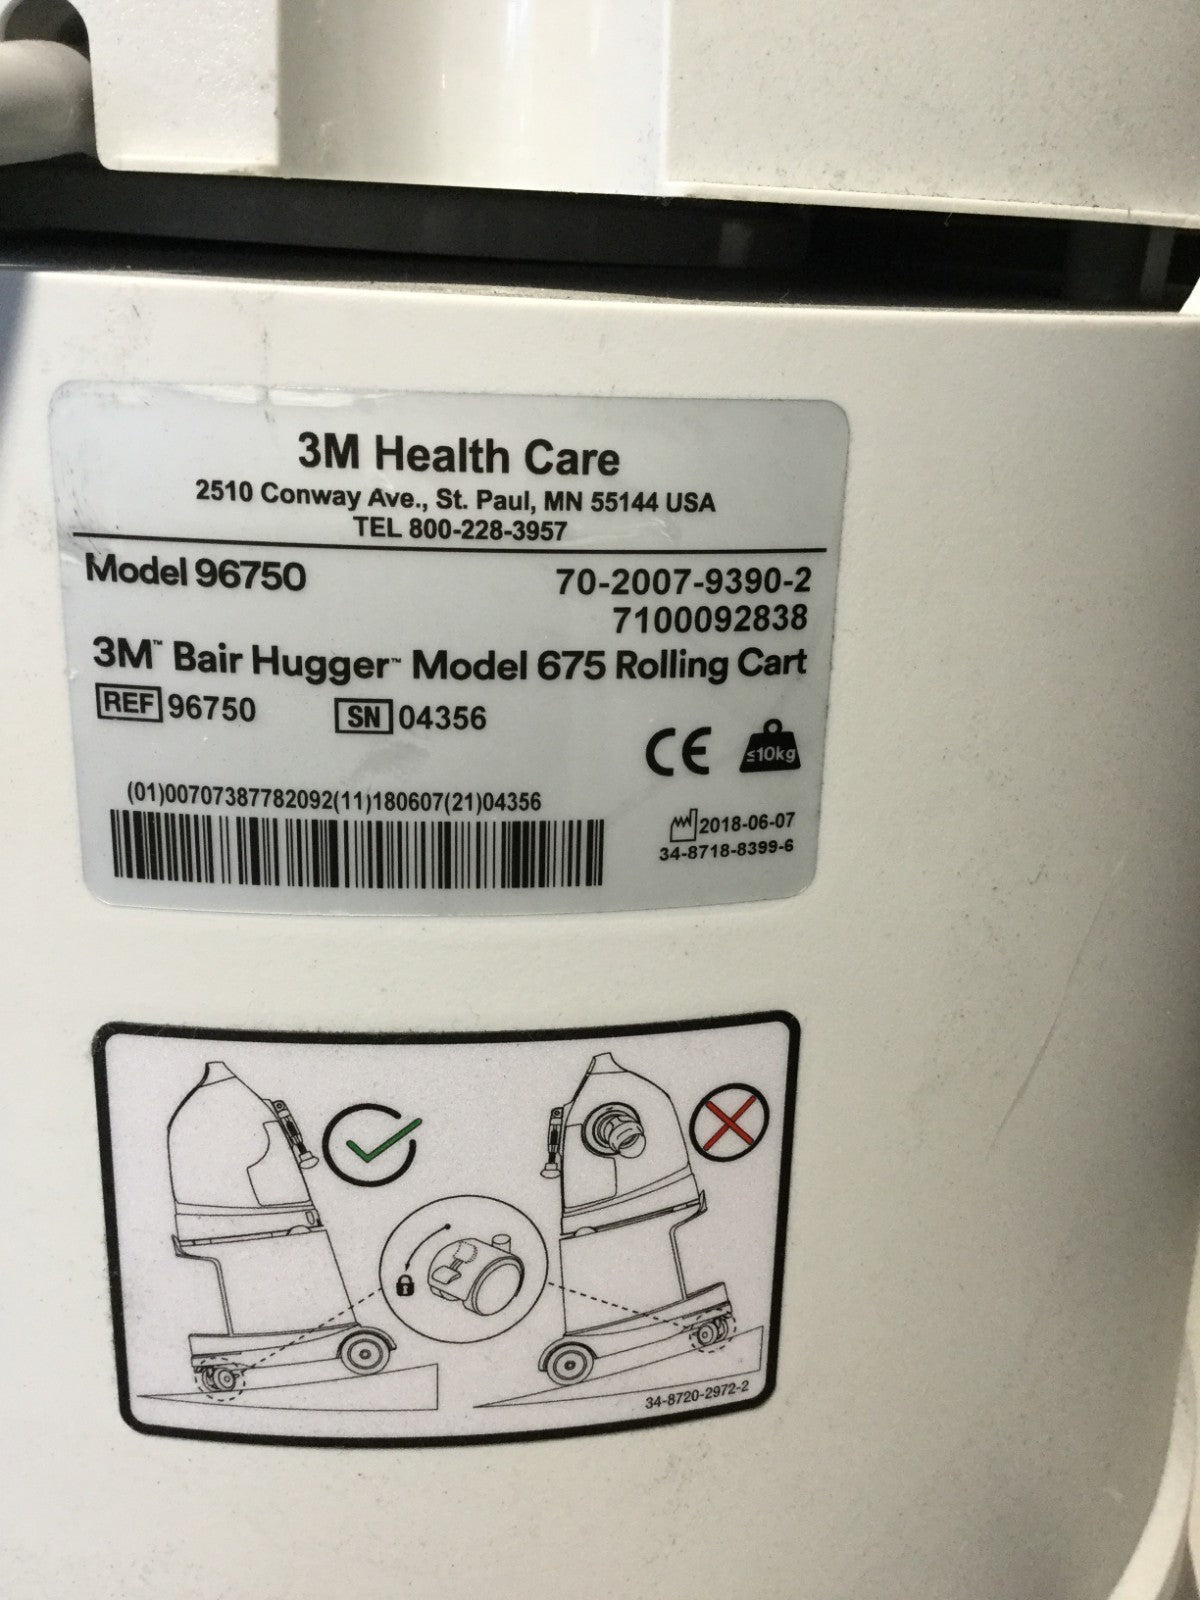 3M Health Care
2510 Conway Ave., St. Paul, MN 55144 USA
TEL 800-228-3957
Model 96750
70-2007-9390-2
7100092838
3M™ Bair Hugger™ Model 675 Rolling Cart
REF 96750 SN 04356
CE ≤10kg
(01)00707387782092(11)180607(21)04356
2018-06-07
34-8718-8399-6
34-8720-2972-2